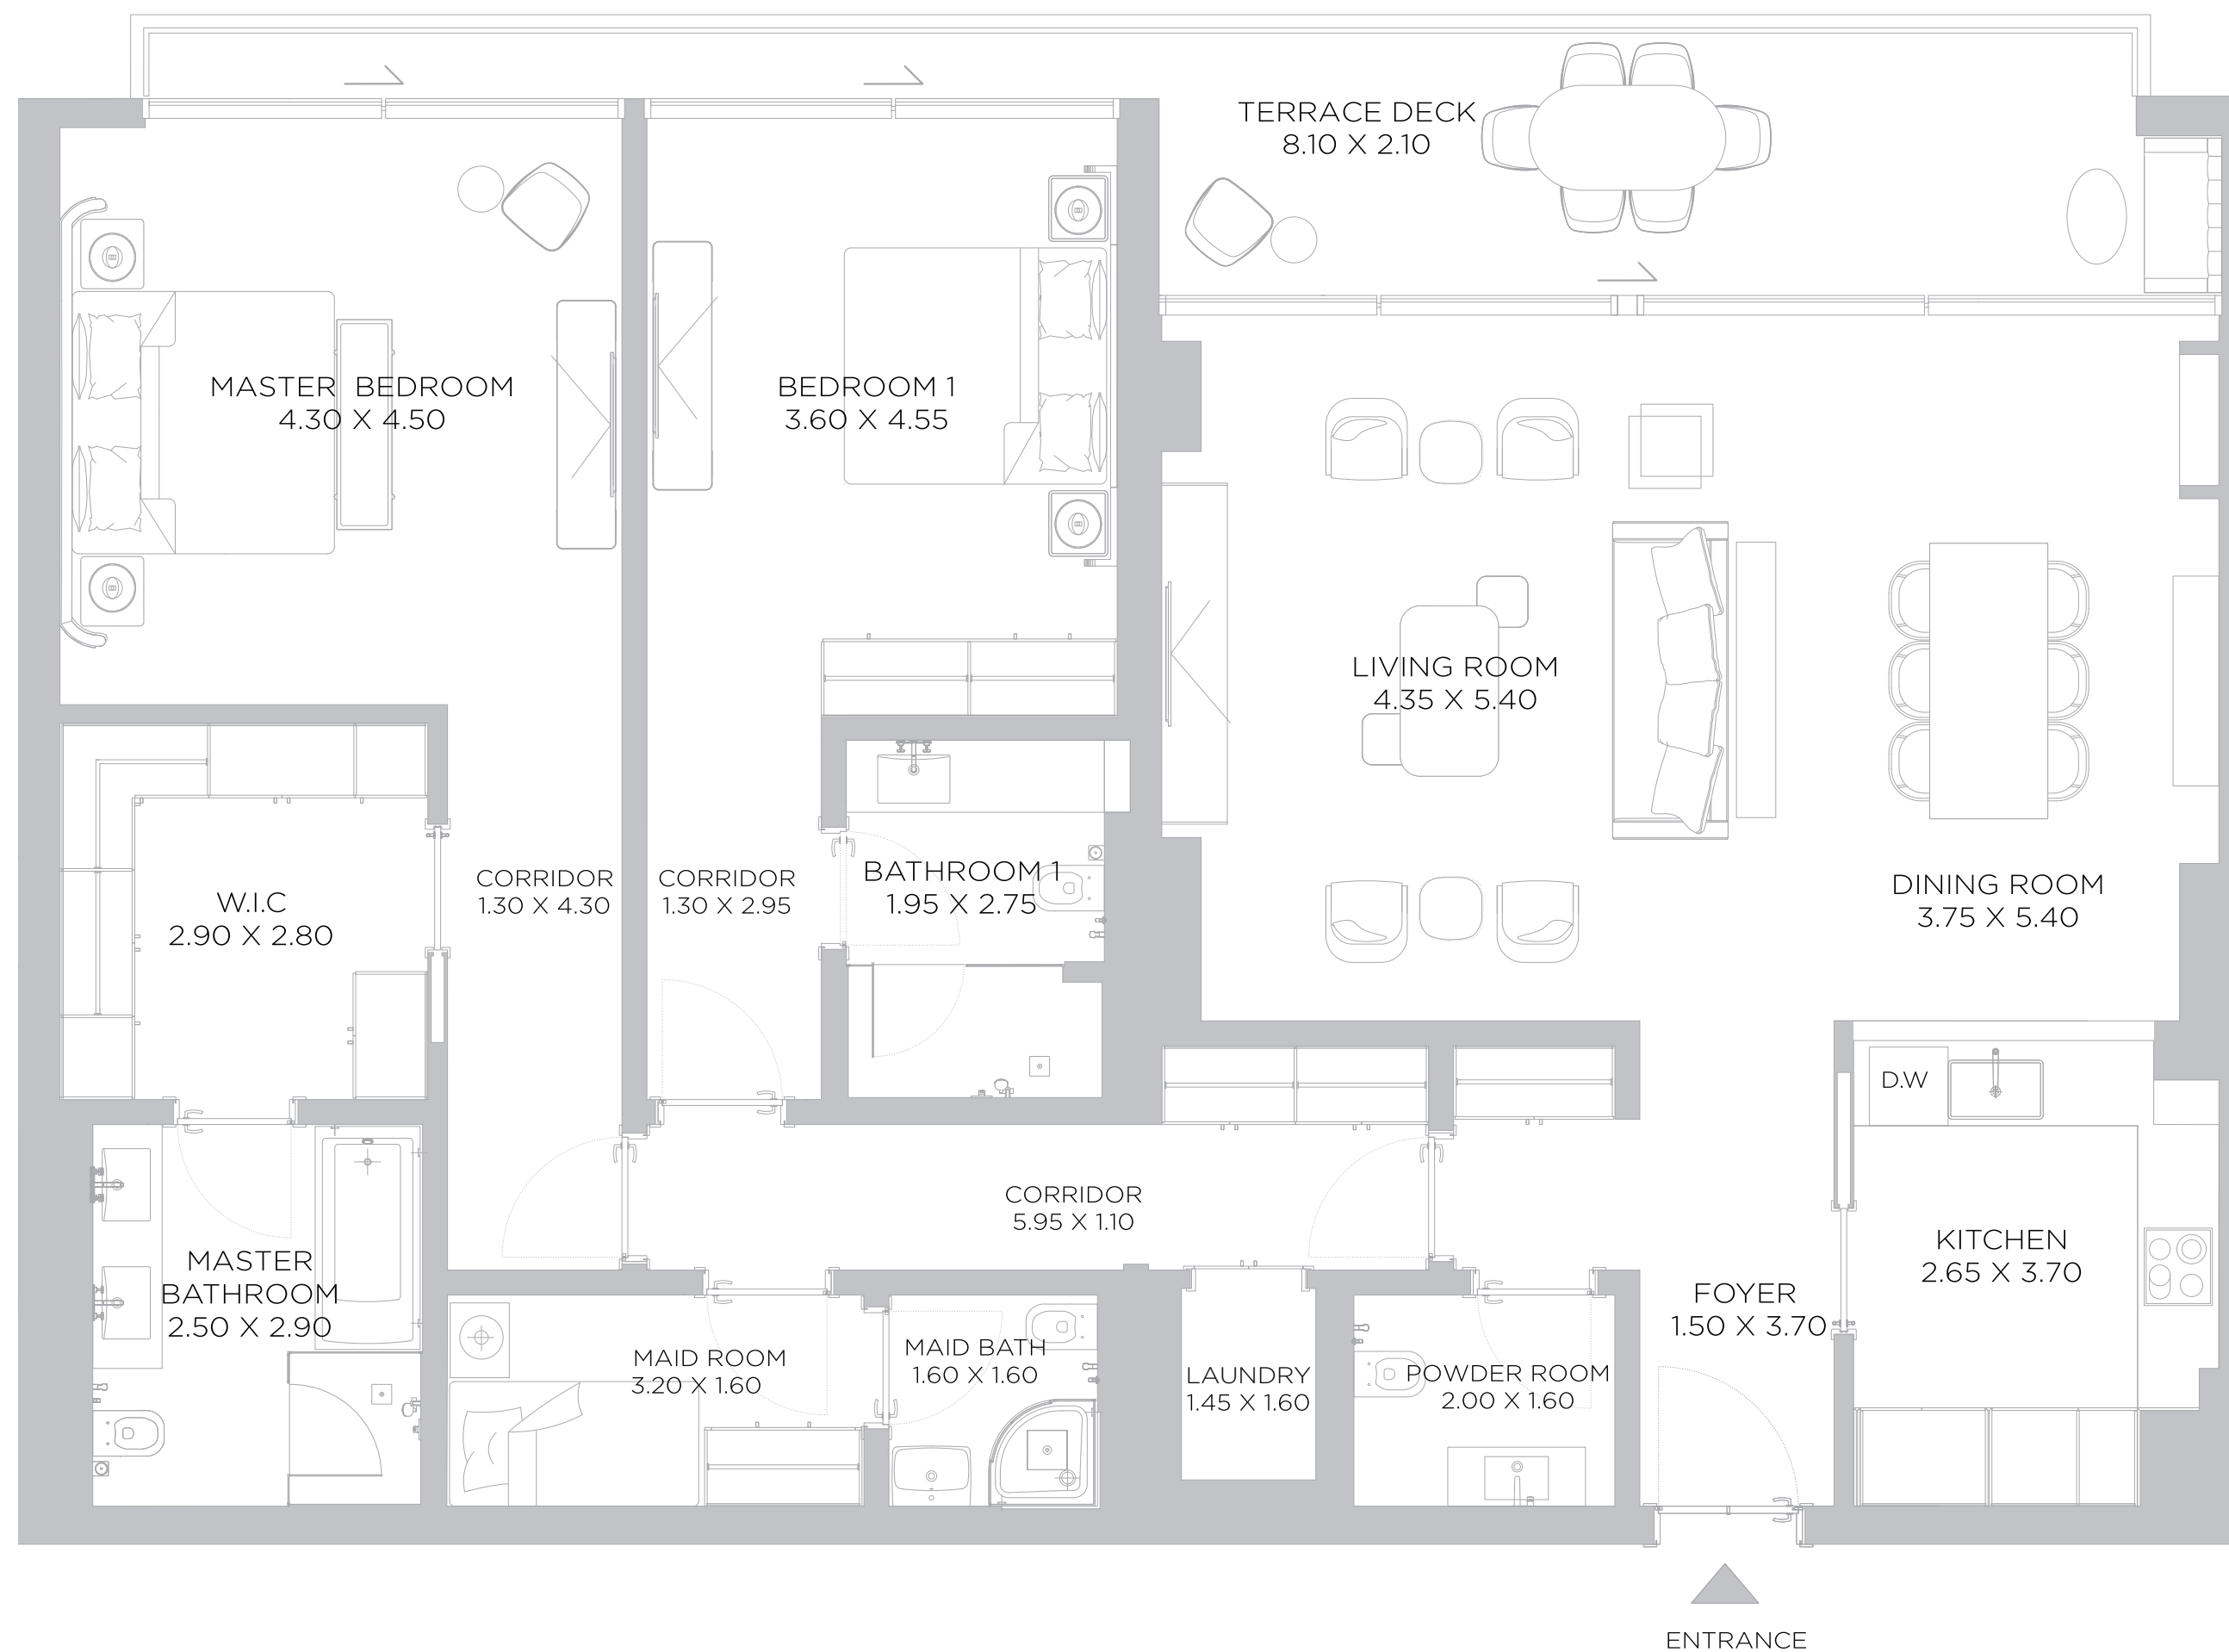 TERRACE DECK
8.10 X 2.10
MASTER BEDROOM
4.30 X 4.50
BEDROOM 1
3.60 X 4.55
LIVING ROOM
4.35 X 5.40
DINING ROOM
3.75 X 5.40
W.I.C
2.90 X 2.80
CORRIDOR
1.30 X 4.30
CORRIDOR
1.30 X 2.95
BATHROOM 1
1.95 X 2.75
D.W
CORRIDOR
5.95 X 1.10
KITCHEN
2.65 X 3.70
MASTER
BATHROOM
2.50 X 2.90
FOYER
1.50 X 3.70
MAID ROOM
3.20 X 1.60
MAID BATH
1.60 X 1.60
LAUNDRY
1.45 X 1.60
POWDER ROOM
2.00 X 1.60
ENTRANCE